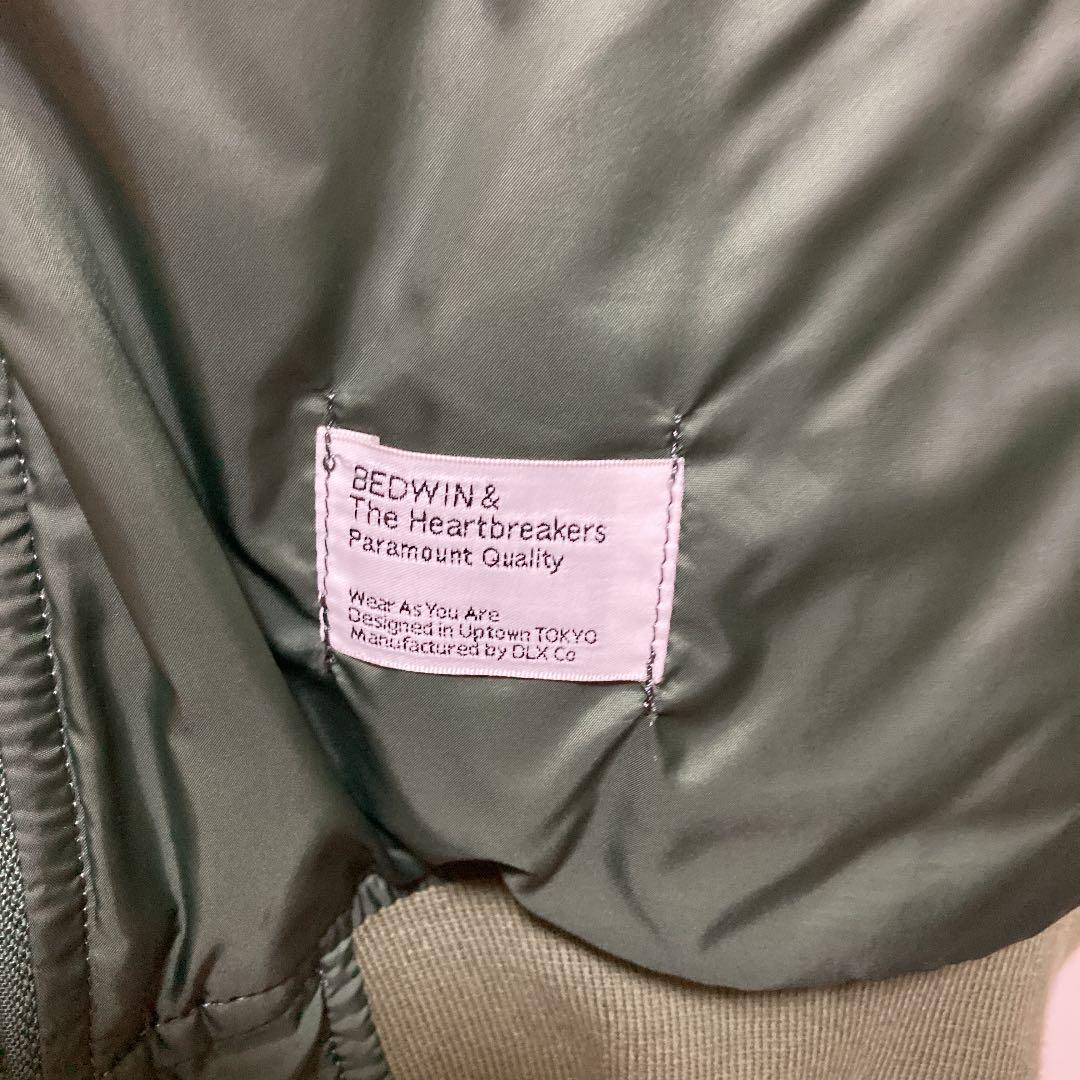 BEDWIN &
The Heartbreakers
Paramount Quality
Wear As You Are
Designed in Uptown TOKYO
Manufactured by DLX Co